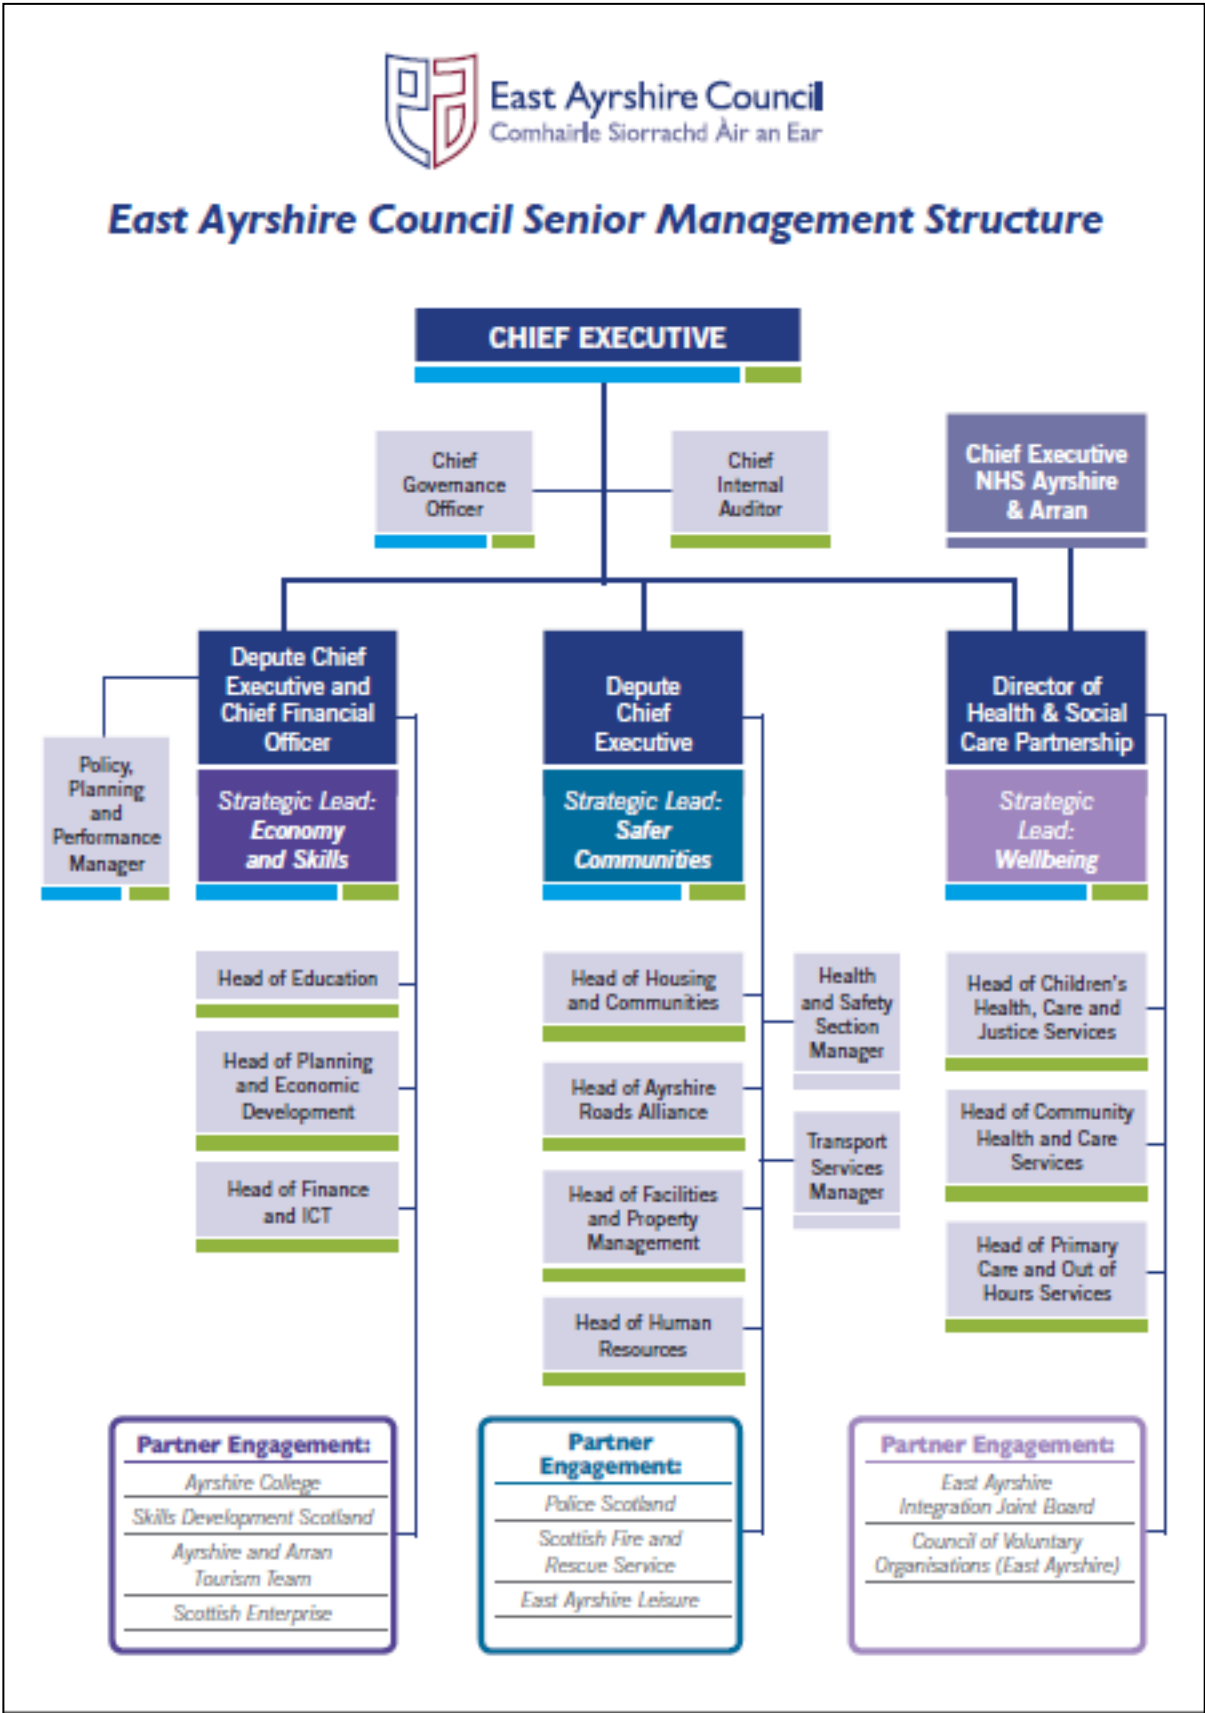 East Ayrshire Council
Comhairle Siorrachd Àir an Ear
East Ayrshire Council Senior Management Structure
CHIEF EXECUTIVE
Chief
Governance
Officer
Chief
Internal
Auditor
Chief Executive
NHS Ayrshire
& Arran
Depute Chief
Executive and
Chief Financial
Officer
Strategic Lead:
Economy
and Skills
Policy,
Planning
and
Performance
Manager
Head of Education
Head of Planning
and Economic
Development
Head of Finance
and ICT
Depute
Chief
Executive
Strategic Lead:
Safer
Communities
Head of Housing
and Communities
Head of Ayrshire
Roads Alliance
Head of Facilities
and Property
Management
Head of Human
Resources
Health
and Safety
Section
Manager
Transport
Services
Manager
Director of
Health & Social
Care Partnership
Strategic
Lead:
Wellbeing
Head of Children's
Health, Care and
Justice Services
Head of Community
Health and Care
Services
Head of Primary
Care and Out of
Hours Services
Partner Engagement:
Ayrshire College
Skills Development Scotland
Ayrshire and Arran
Tourism Team
Scottish Enterprise
Partner
Engagement:
Police Scotland
Scottish Fire and
Rescue Service
East Ayrshire Leisure
Partner Engagement:
East Ayrshire
Integration Joint Board
Council of Voluntary
Organisations (East Ayrshire)